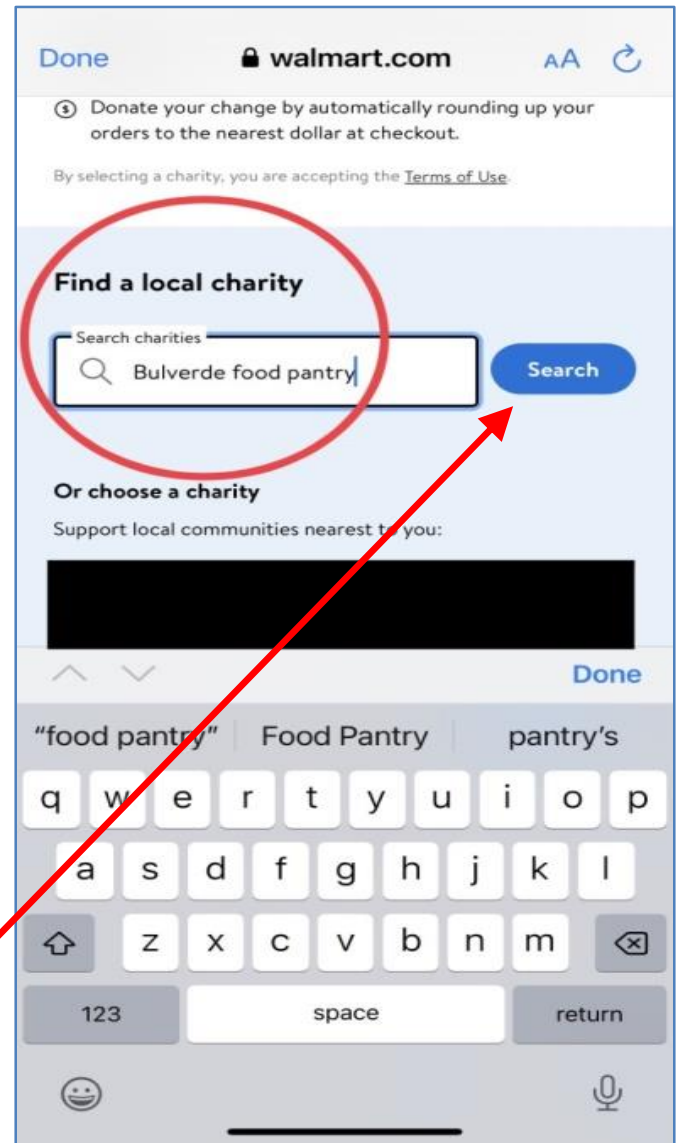 Done walmart.com AA
Donate your change by automatically rounding up your
orders to the nearest dollar at checkout.
By selecting a charity, you are accepting the Terms of Use.
Find a local charity
Search charities
Bulverde food pantry
Search
Or choose a charity
Support local communities nearest to you:
Done
“food pantry” Food Pantry pantry’s
q w e r t y u i o p
a s d f g h j k l
z x c v b n m
123 space return